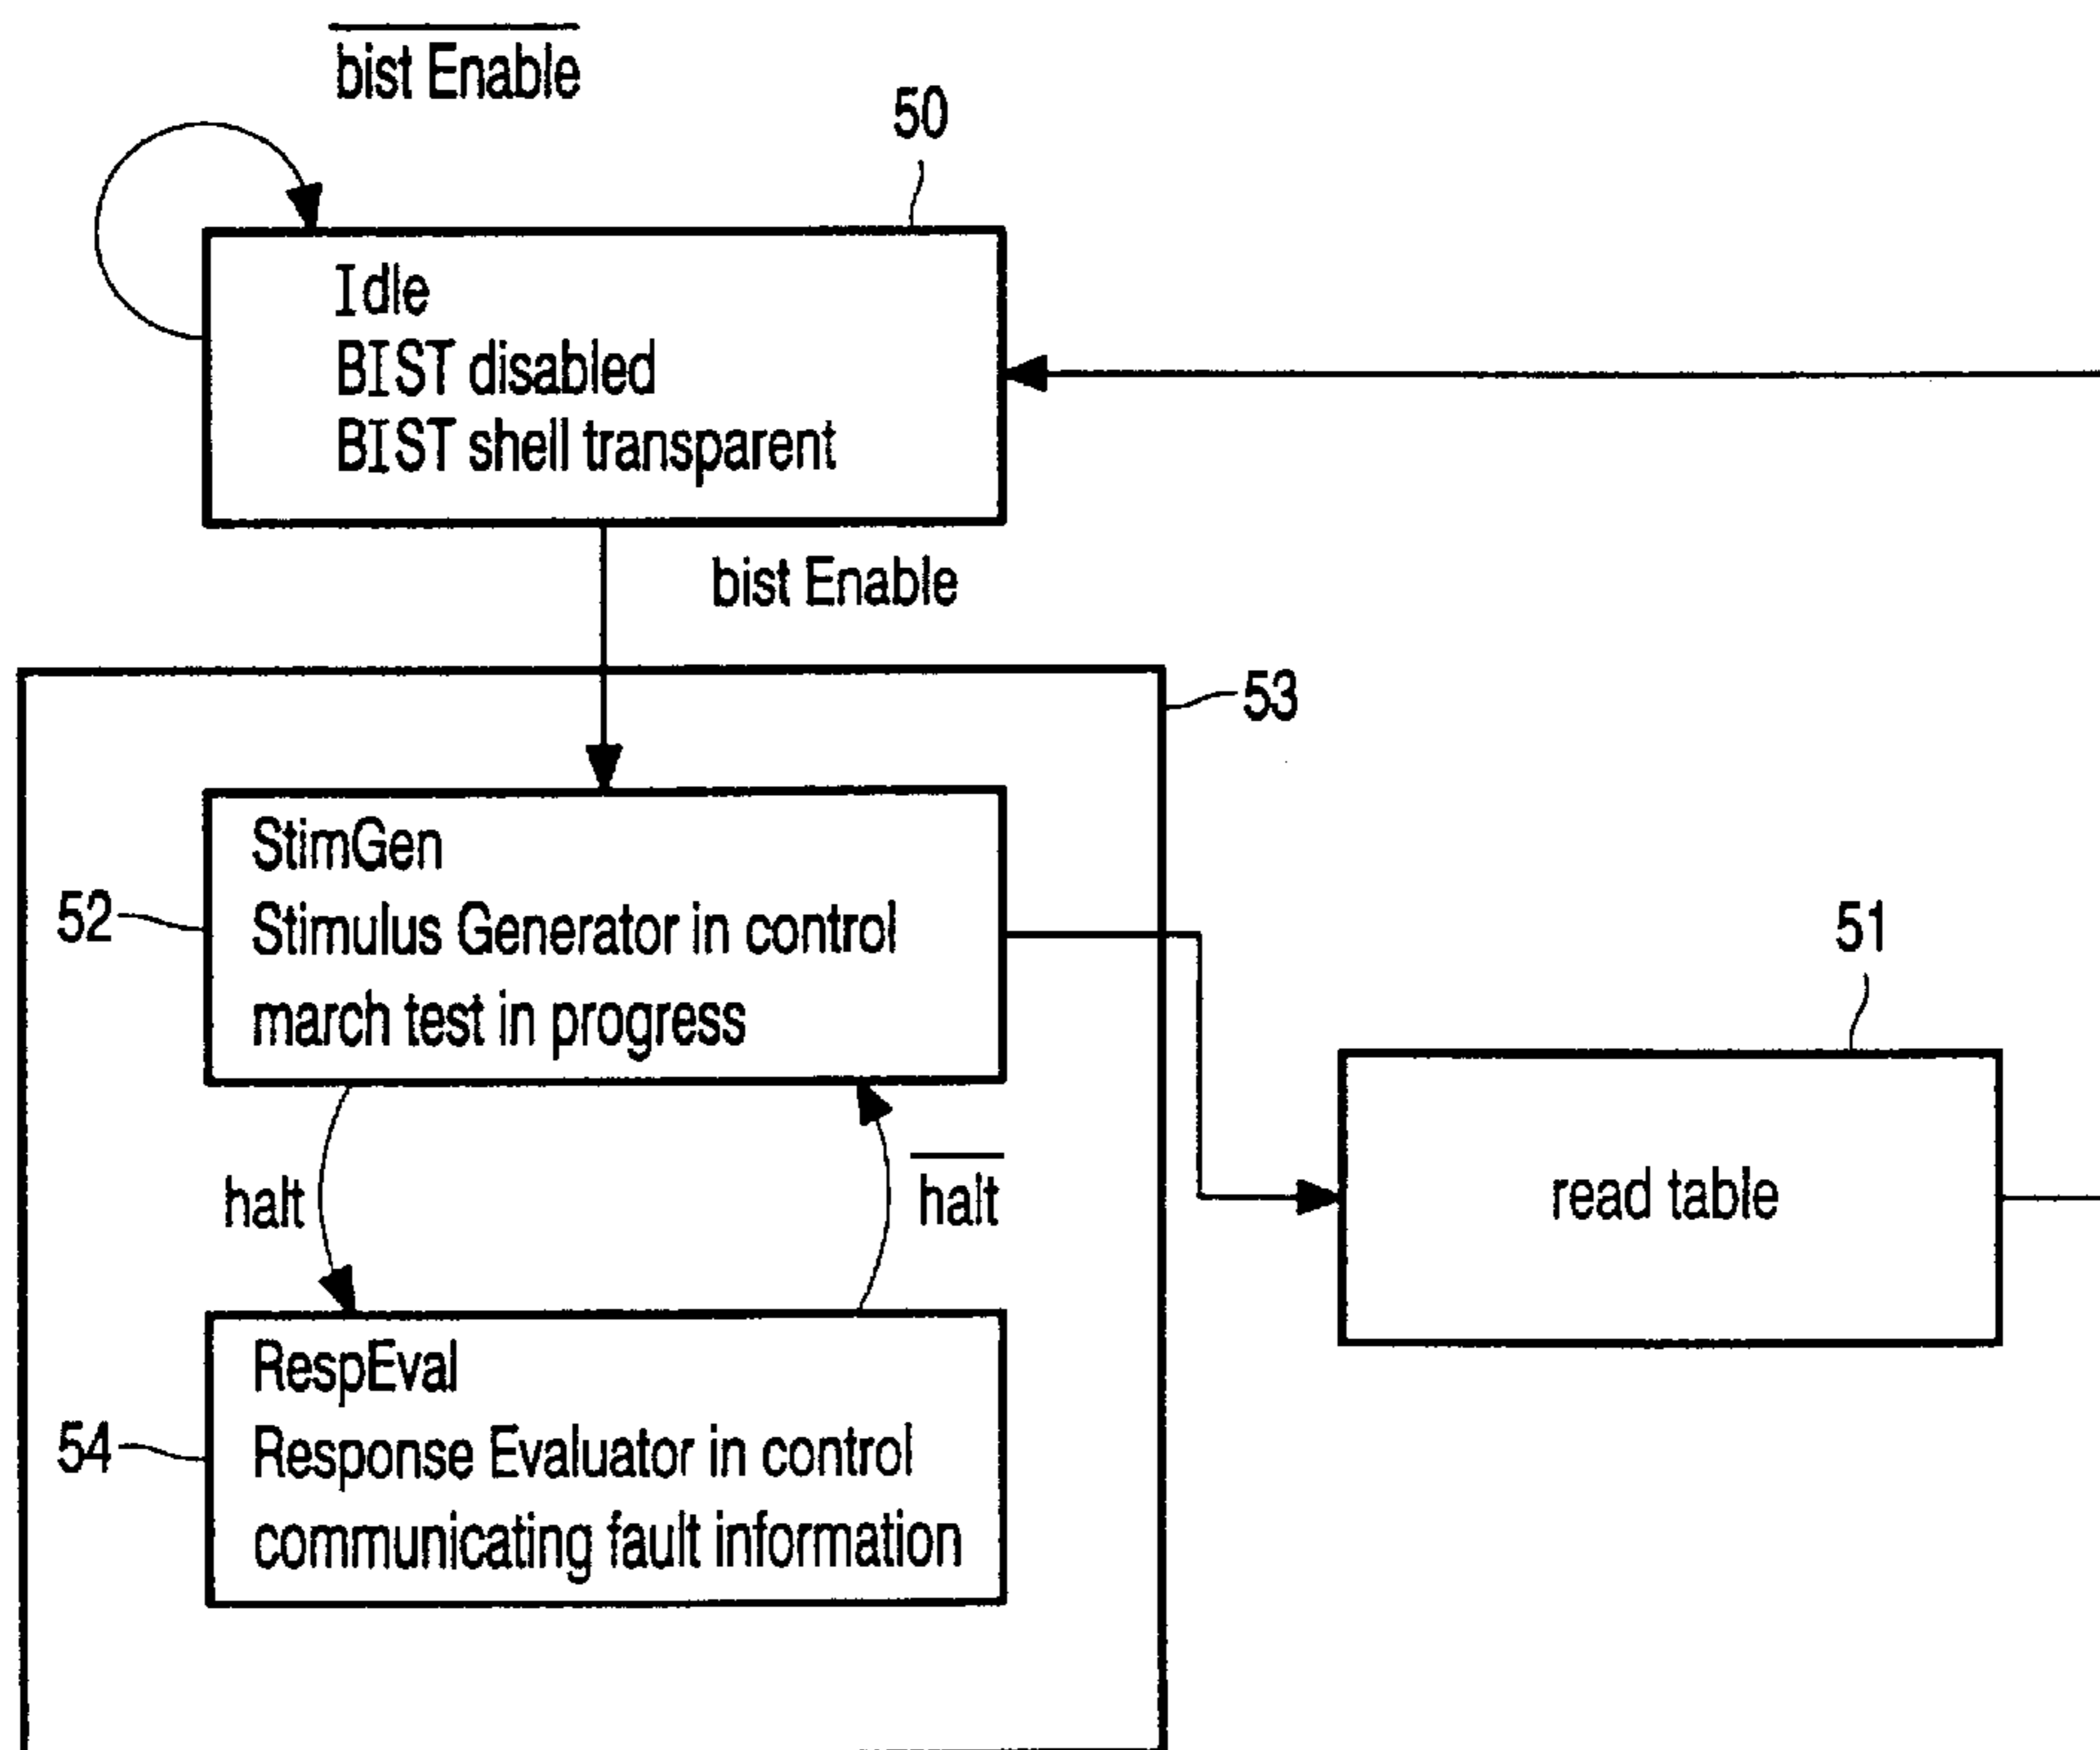 bist Enable
50
Idle
BIST disabled
BIST shell transparent
bist Enable
53
StimGen
52
Stimulus Generator in control
march test in progress
51
read table
halt
halt
RespEval
54
Response Evaluator in control
communicating fault information